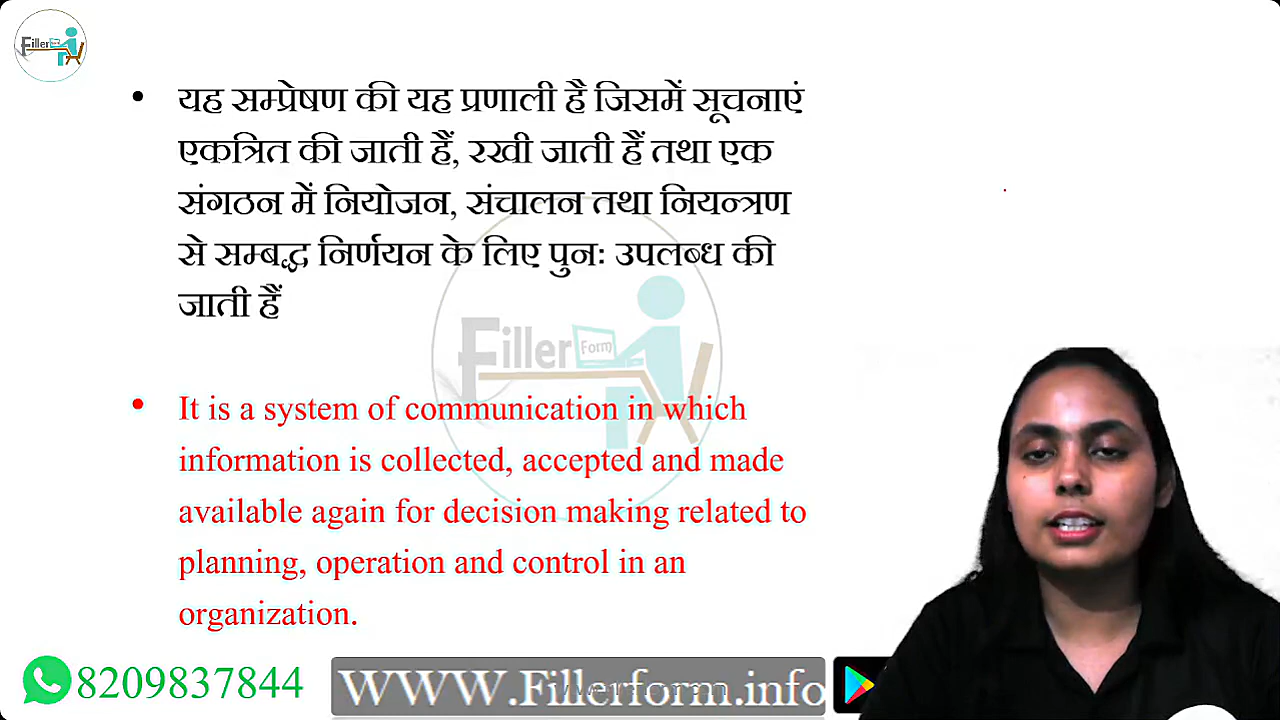 Filler Form
• यह सम्प्रेषण की यह प्रणाली है जिसमें सूचनाएं
एकत्रित की जाती हैं, रखी जाती हैं तथा एक
संगठन में नियोजन, संचालन तथा नियन्त्रण
से सम्बद्ध निर्णयन के लिए पुनः उपलब्ध की
जाती हैं
Filler Form
• It is a system of communication in which
information is collected, accepted and made
available again for decision making related to
planning, operation and control in an
organization.
8209837844
WWW.Fillerform.info